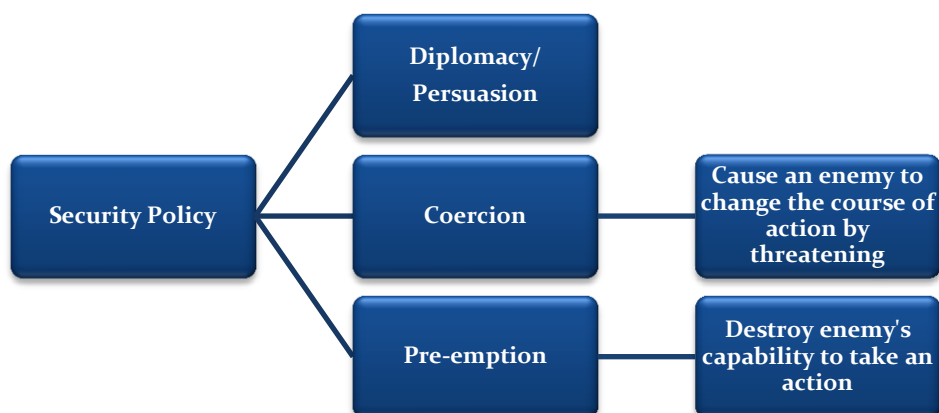 Diplomacy/
Persuasion
Security Policy
Coercion
Cause an enemy to
change the course of
action by
threatening
Pre-emption
Destroy enemy's
capability to take an
action